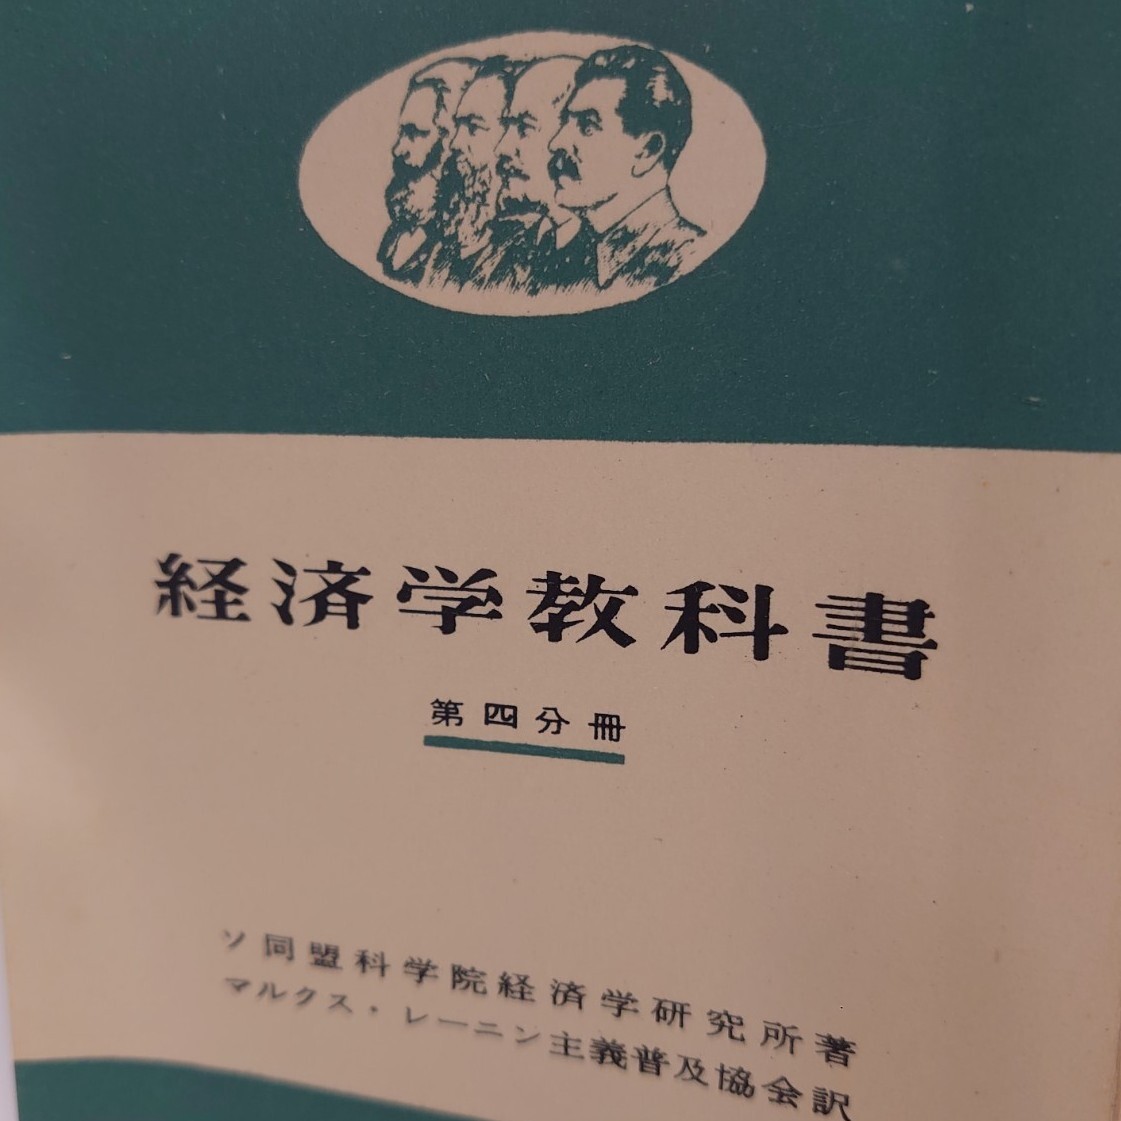 経済学教科書
第四分冊
ソ同盟科学院経済学研究所著
マルクス・レーニン主義普及協会訳